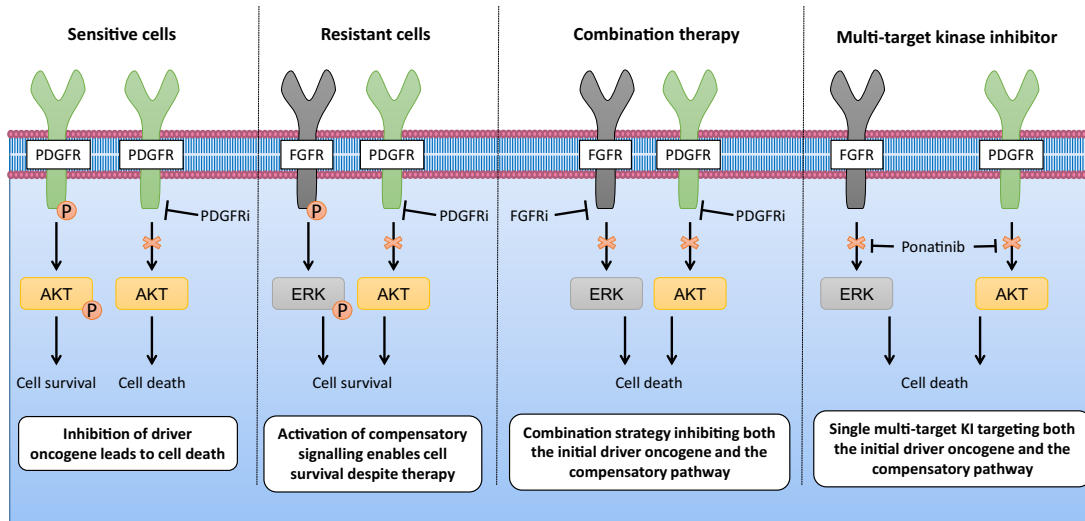 Sensitive cells
PDGFR
PDGFR
P
PDGFRi
AKT
P
AKT
Cell survival
Cell death
Inhibition of driver
oncogene leads to cell death
Resistant cells
FGFR
PDGFR
P
PDGFRi
ERK
P
AKT
Cell survival
Activation of compensatory
signalling enables cell
survival despite therapy
Combination therapy
FGFR
PDGFR
FGFRi
PDGFRi
ERK
AKT
Cell death
Combination strategy inhibiting both
the initial driver oncogene and the
compensatory pathway
Multi-target kinase inhibitor
FGFR
PDGFR
Ponatinib
ERK
AKT
Cell death
Single multi-target KI targeting both
the initial driver oncogene and the
compensatory pathway